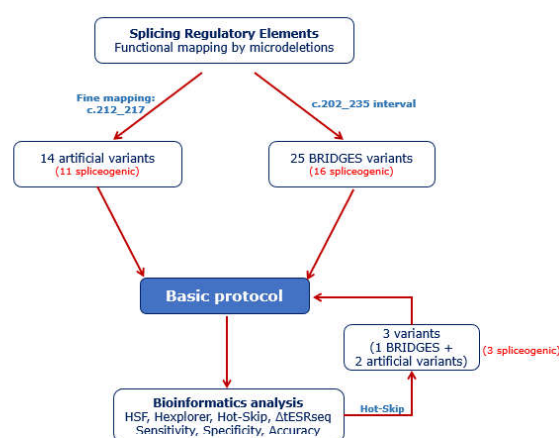 Splicing Regulatory Elements
Functional mapping by microdeletions
Fine mapping:
c.212_217
c.202_235 interval
14 artificial variants
(11 spliceogenic)
25 BRIDGES variants
(16 spliceogenic)
Basic protocol
3 variants
(1 BRIDGES +
2 artificial variants)
(3 spliceogenic)
Bioinformatics analysis
HSF, Hexplorer, Hot-Skip, ΔtESRseq
Sensitivity, Specificity, Accuracy
Hot-Skip